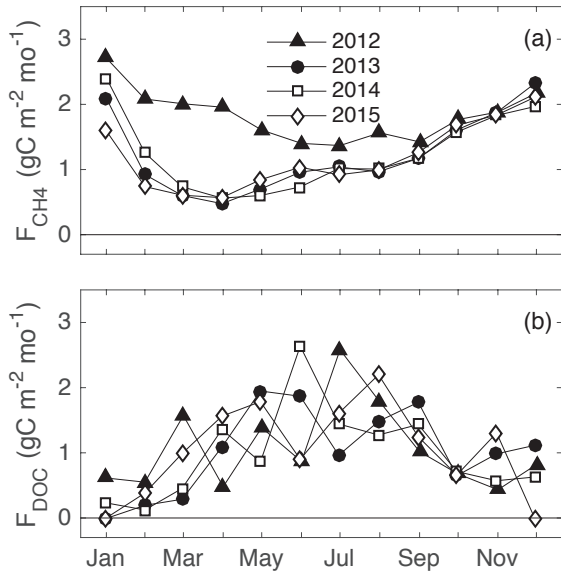 (a)
3
2
1
0
F_CH4 (gC m⁻² mo⁻¹)
2012
2013
2014
2015
(b)
3
2
1
0
F_DOC (gC m⁻² mo⁻¹)
Jan Mar May Jul Sep Nov